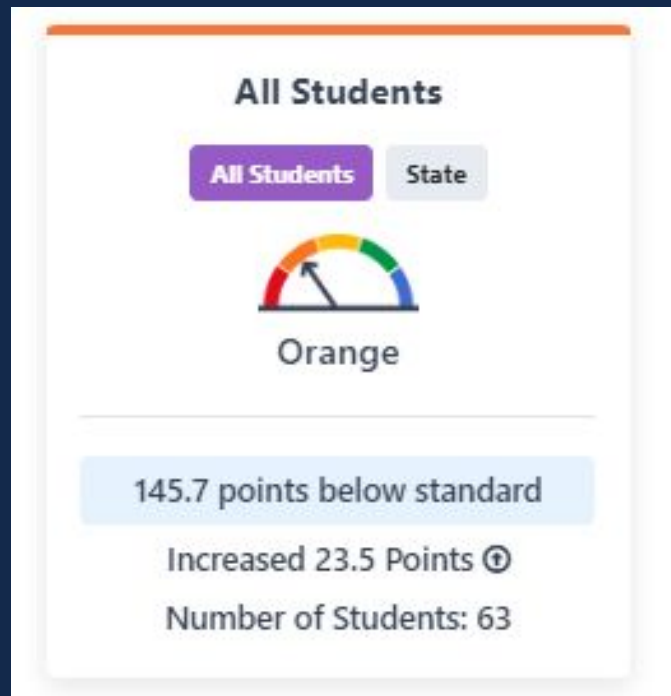 All Students
All Students State
Orange
145.7 points below standard
Increased 23.5 Points
Number of Students: 63